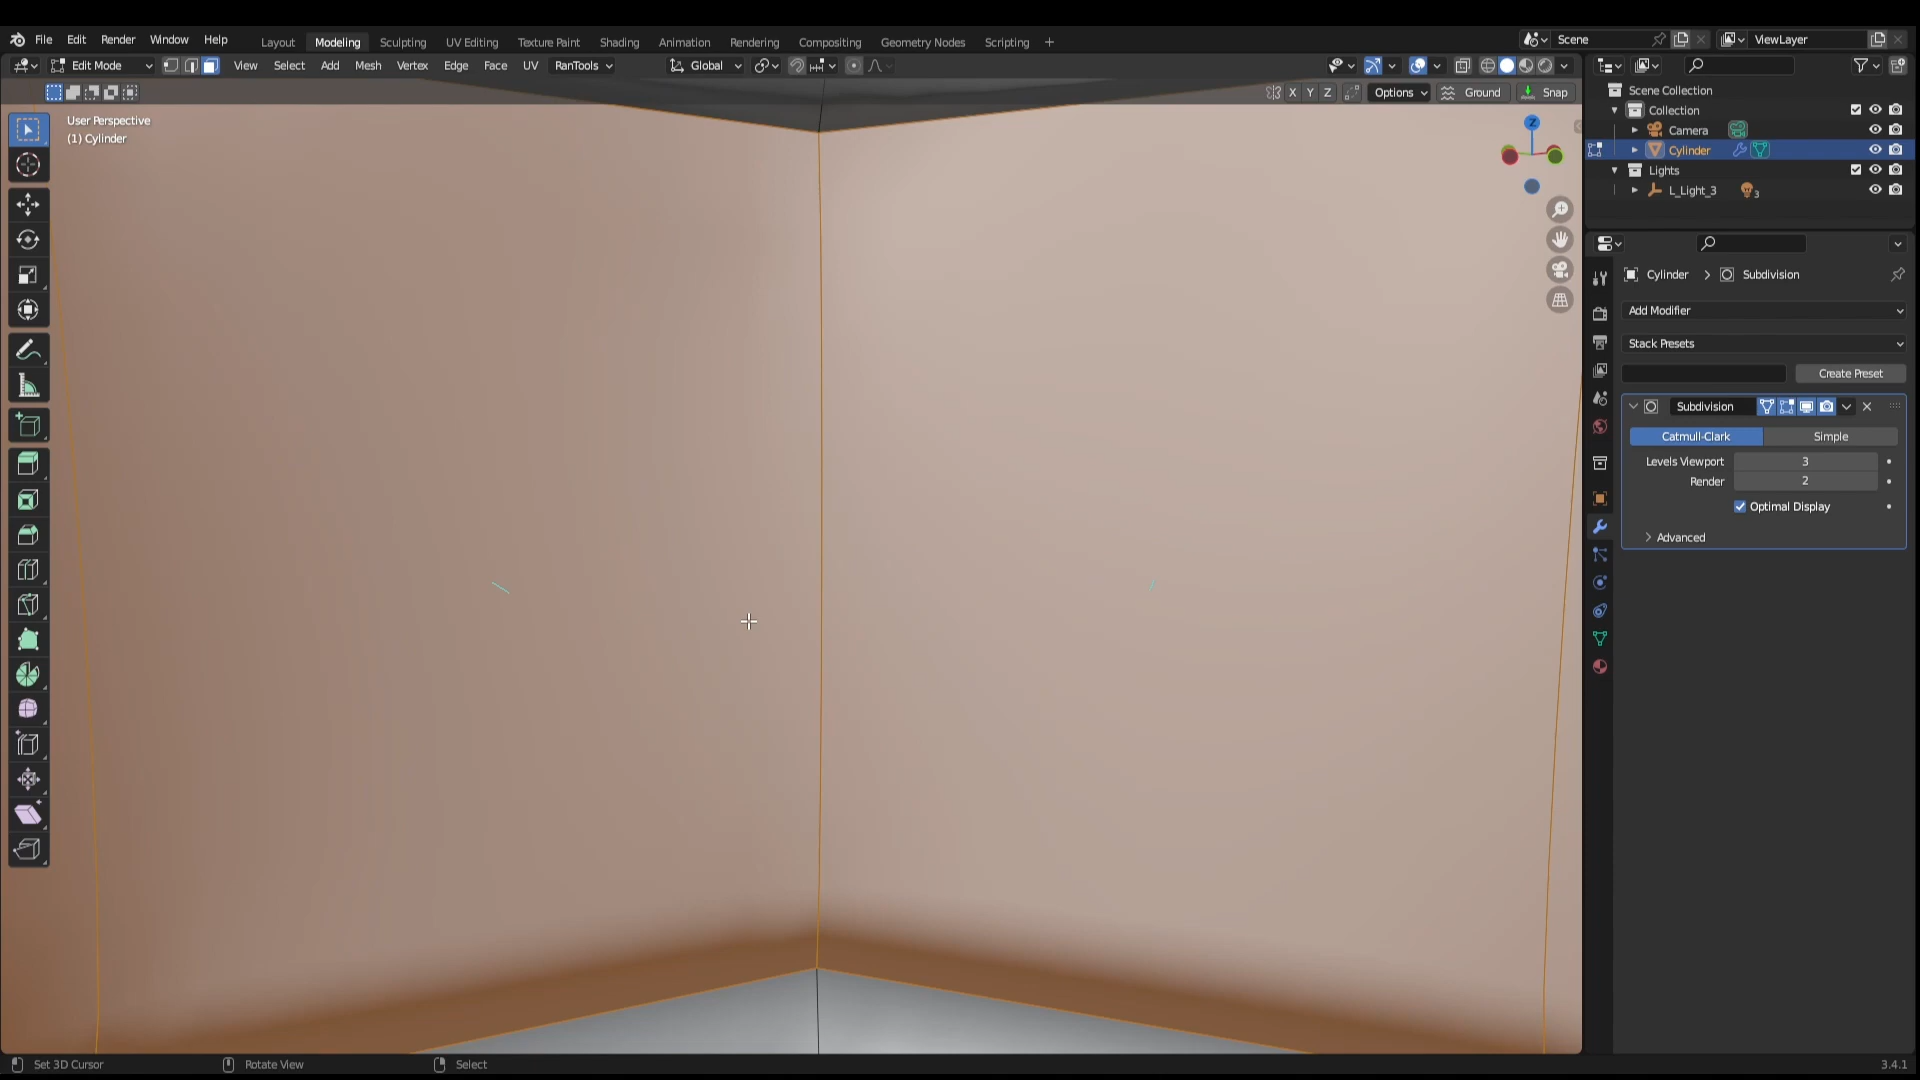 File Edit Render Window Help Layout Modeling Sculpting UV Editing Texture Paint Shading Animation Rendering Compositing Geometry Nodes Scripting + Scene ViewLayer
Edit Mode View Select Add Mesh Vertex Edge Face UV RanTools Global
X Y Z Options Ground Snap
User Perspective
(1) Cylinder
Z
Scene Collection
Collection
Camera
Cylinder
Lights
L_Light_3 3
Cylinder > Subdivision
Add Modifier
Stack Presets
Create Preset
Subdivision
Catmull-Clark Simple
Levels Viewport 3
Render 2
Optimal Display
Advanced
Set 3D Cursor Rotate View Select 3.4.1